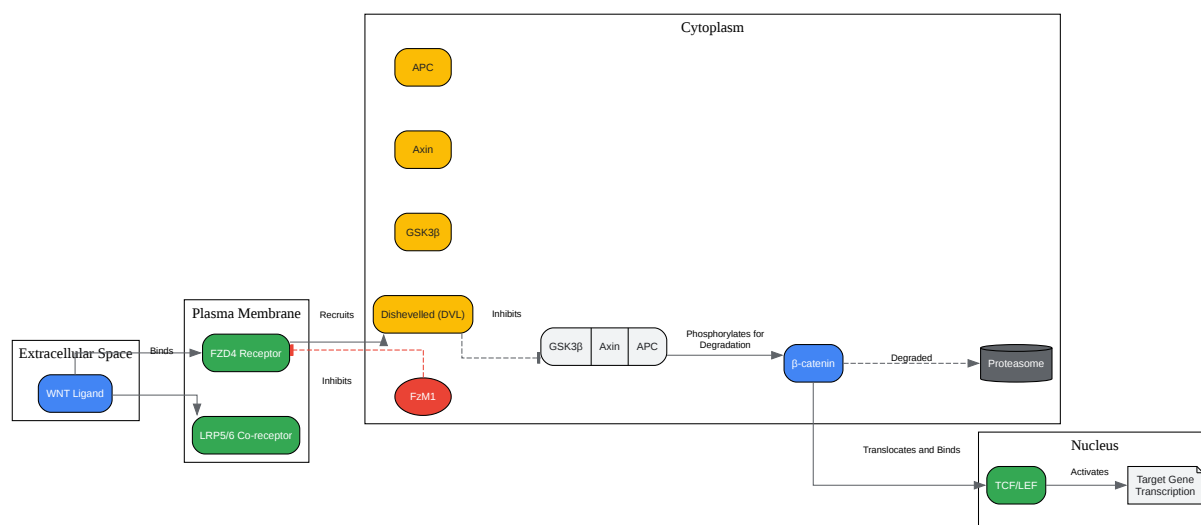 Cytoplasm
APC
Axin
GSK3β
Plasma Membrane
Recruits
Dishevelled (DVL)
Inhibits
Extracellular Space
Binds
FZD4 Receptor
GSK3β
Axin
APC
Phosphorylates for
Degradation
β-catenin
Degraded
Proteasome
WNT Ligand
Inhibits
FzM1
LRP5/6 Co-receptor
Translocates and Binds
Nucleus
TCF/LEF
Activates
Target Gene
Transcription